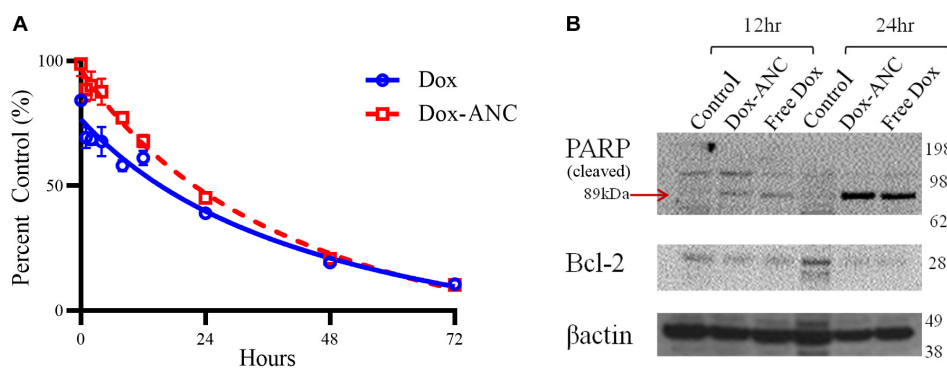 A
Percent Control (%)
100
50
0
0
24
48
72
Hours
Dox
Dox-ANC
B
12hr
24hr
Control
Dox-ANC
Free Dox
Control
Dox-ANC
Free Dox
PARP
(cleaved)
89kDa
198
98
62
Bcl-2
28
βactin
49
38